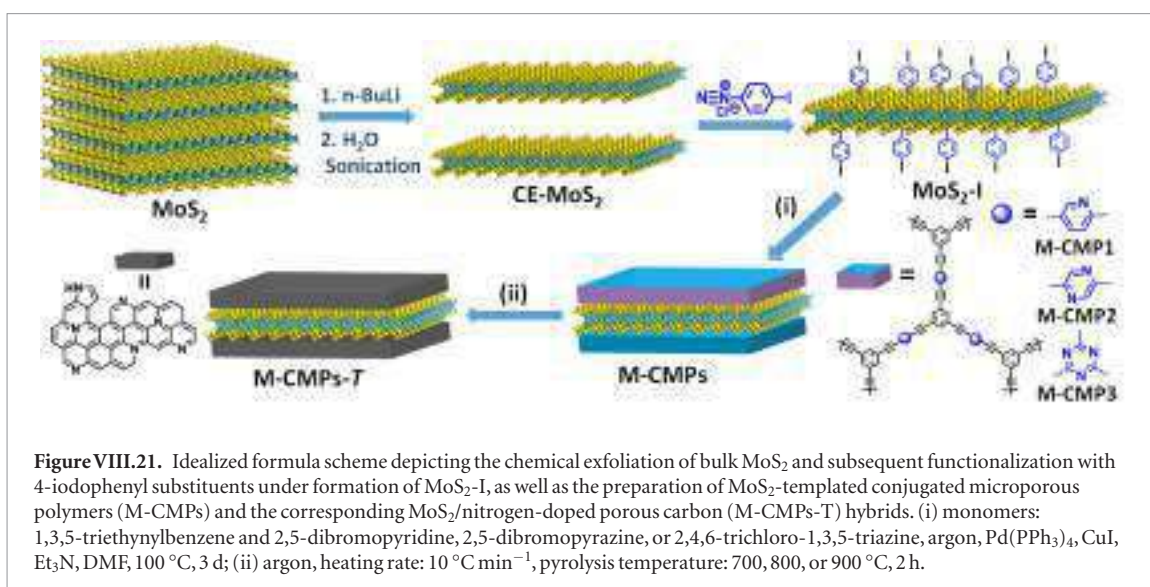 1. n-BuLi
2. H₂O
Sonication
MoS₂
CE-MoS₂
MoS₂-I
(i)
= 
M-CMP1
M-CMP2
M-CMP3
(ii)
=
HN
N
M-CMPs-T
M-CMPs
Figure VIII.21. Idealized formula scheme depicting the chemical exfoliation of bulk MoS₂ and subsequent functionalization with
4-iodophenyl substituents under formation of MoS₂-I, as well as the preparation of MoS₂-templated conjugated microporous
polymers (M-CMPs) and the corresponding MoS₂/nitrogen-doped porous carbon (M-CMPs-T) hybrids. (i) monomers:
1,3,5-triethynylbenzene and 2,5-dibromopyridine, 2,5-dibromopyrazine, or 2,4,6-trichloro-1,3,5-triazine, argon, Pd(PPh₃)₄, CuI,
Et₃N, DMF, 100 °C, 3 d; (ii) argon, heating rate: 10 °C min⁻¹, pyrolysis temperature: 700, 800, or 900 °C, 2 h.